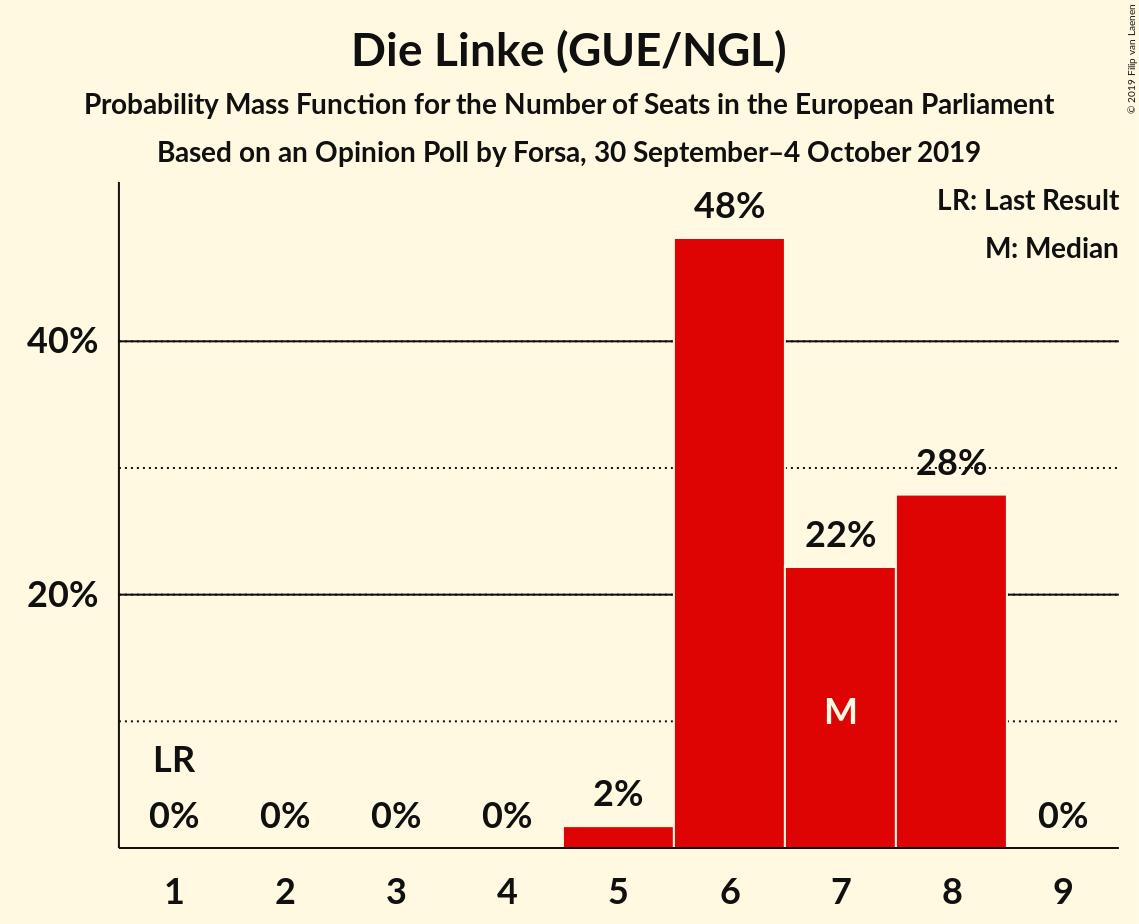 Die Linke (GUE/NGL)
Probability Mass Function for the Number of Seats in the European Parliament
Based on an Opinion Poll by Forsa, 30 September–4 October 2019
© 2019 Filip van Laenen
LR: Last Result
M: Median
48%
40%
28%
22%
20%
M
LR
2%
0% 0% 0% 0% 0%
1 2 3 4 5 6 7 8 9